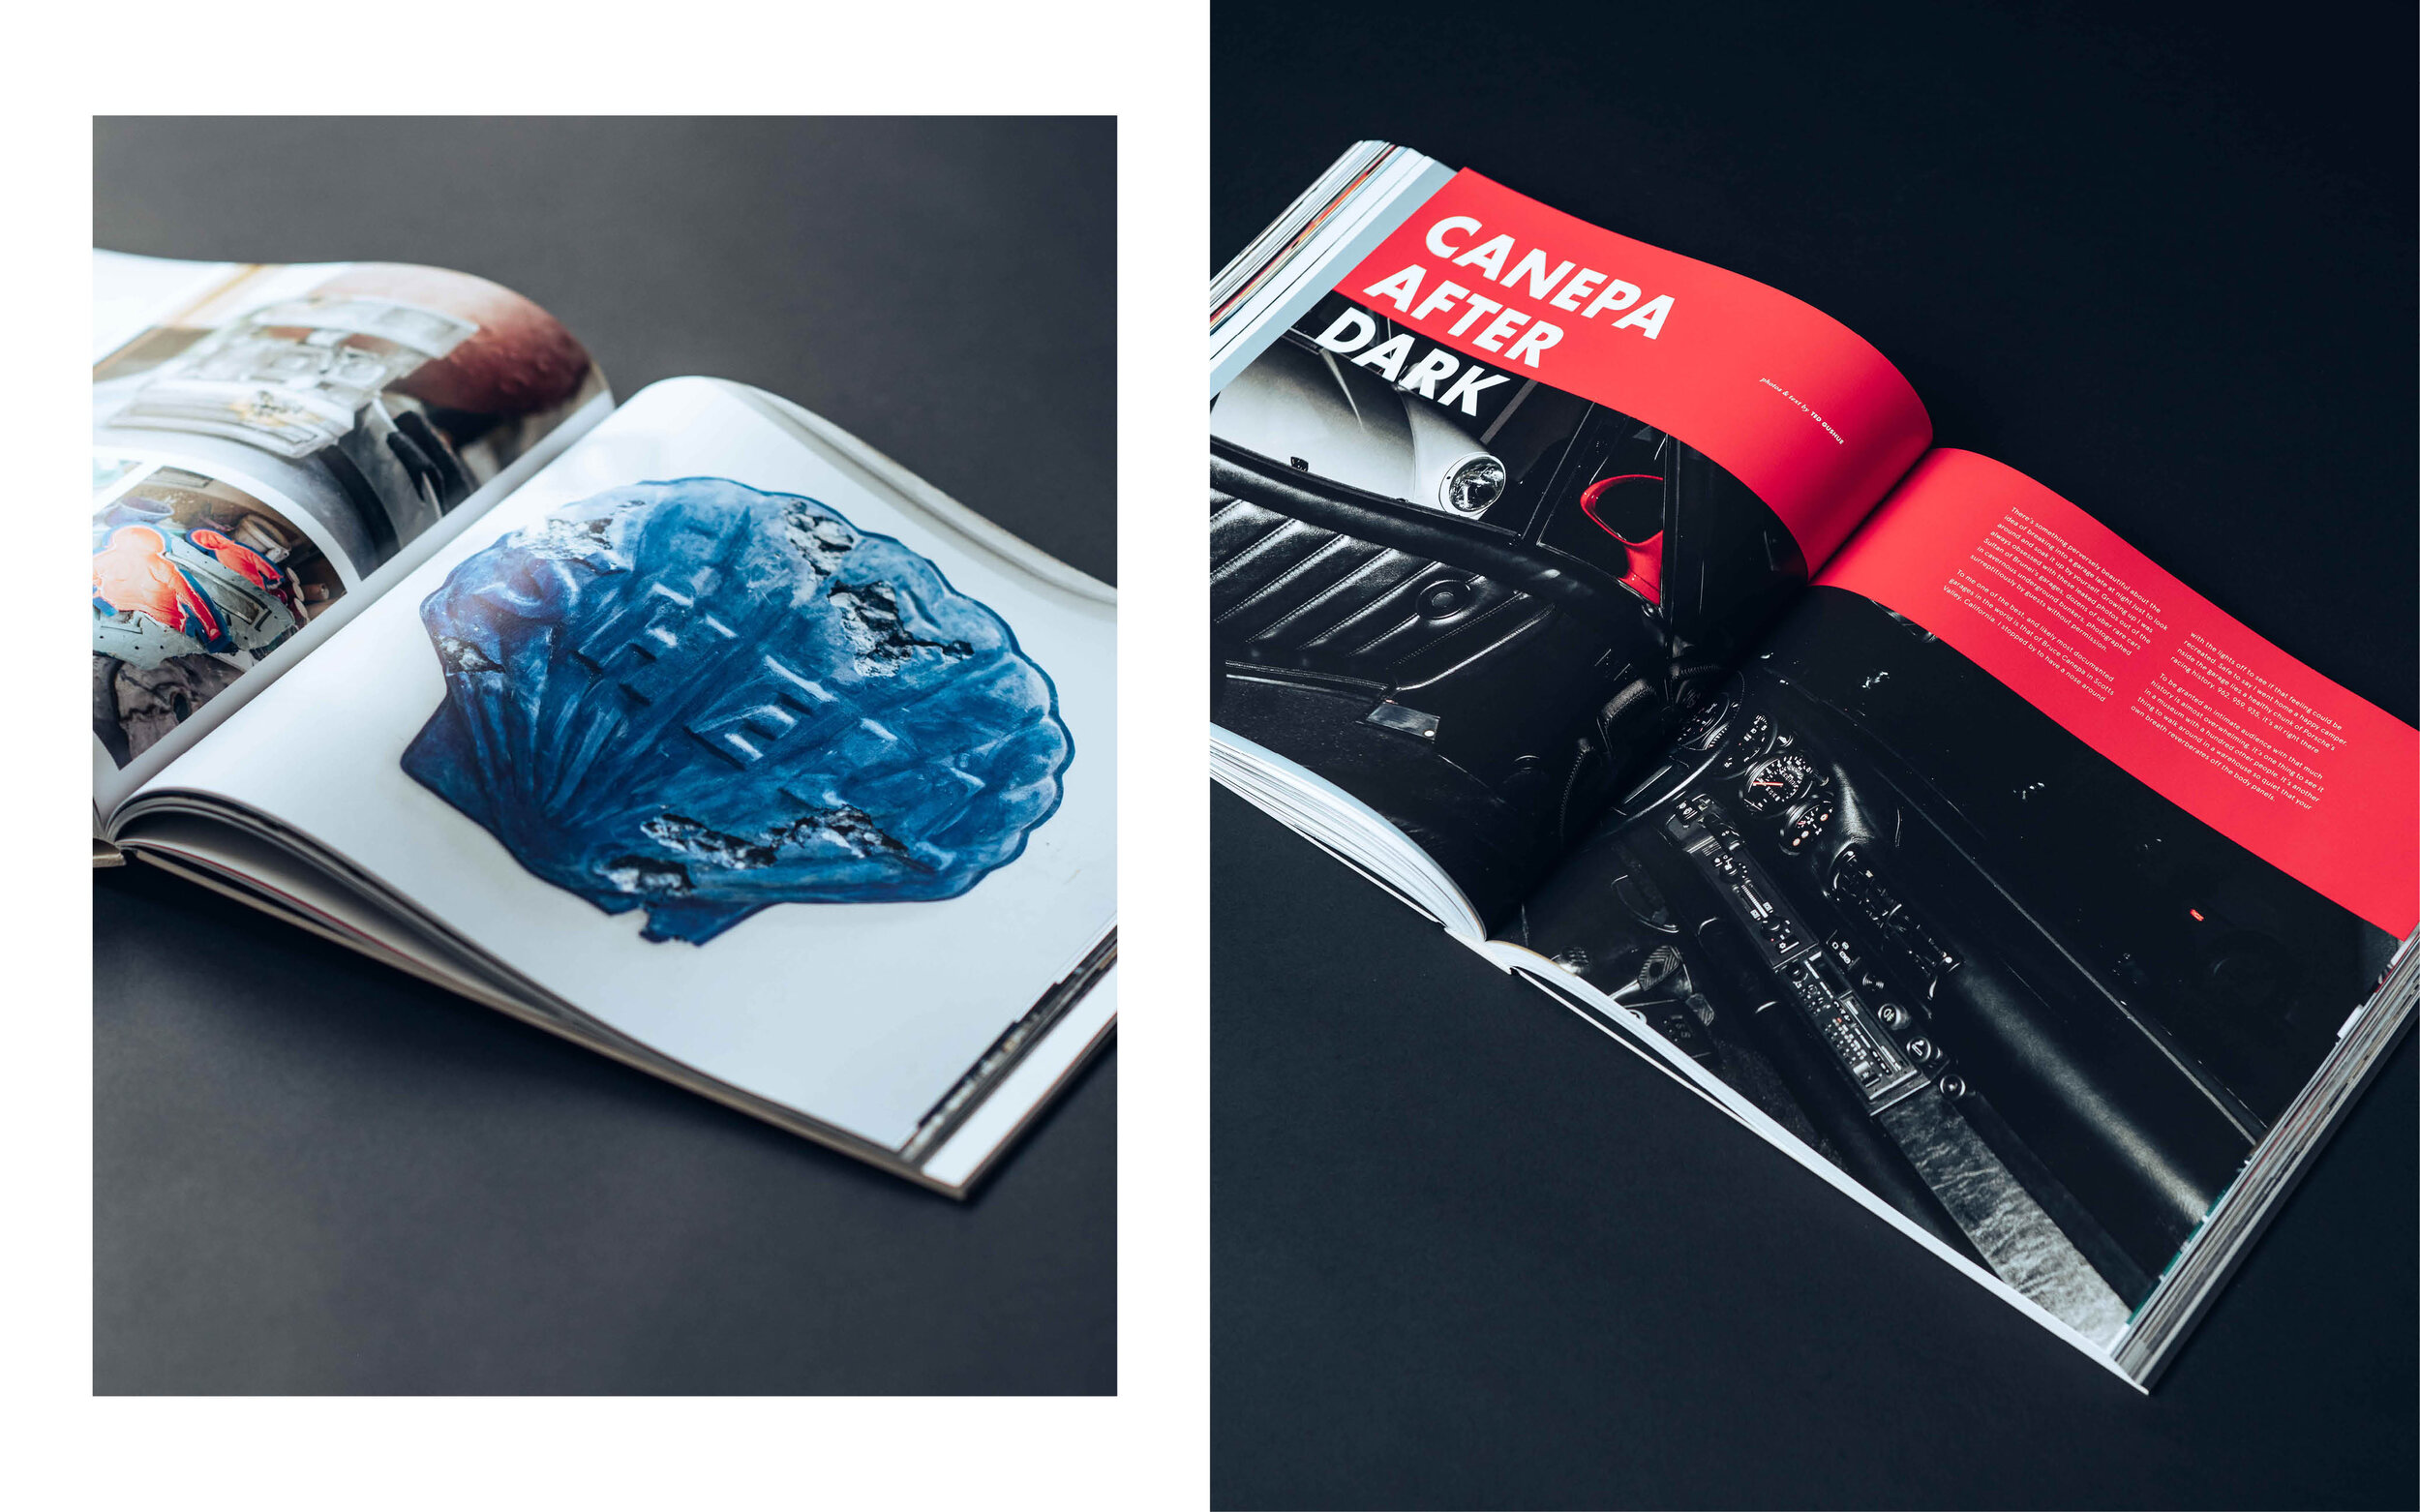 CANEPA
AFTER
DARK
photos & text by TED GUSHUE
There's something perversely beautiful about the
idea of breaking into a garage late at night just to look
around and soak it up by yourself. Growing up I was
always obsessed with these leaked photos out of the
Sultan of Brunei's garages, dozens of uber rare cars
in cavernous underground bunkers, photographed
surreptitiously by guests without permission.
To me one of the best, and likely most documented
garages in the world is that of Bruce Canepa in Scotts
Valley, California. I stopped by to have a nose around
with the lights off to see if that feeling could be
recreated. Safe to say I went home a happy camper.
nside the garage lies a healthy chunk of Porsche's
racing history. 962, 959, 935, it's all right there
To be granted an intimate audience with that much
history is almost overwhelming. It's one thing to see it
in a museum with a hundred other people. It's another
thing to walk around in a warehouse so quiet that your
own breath reverberates off the body panels.